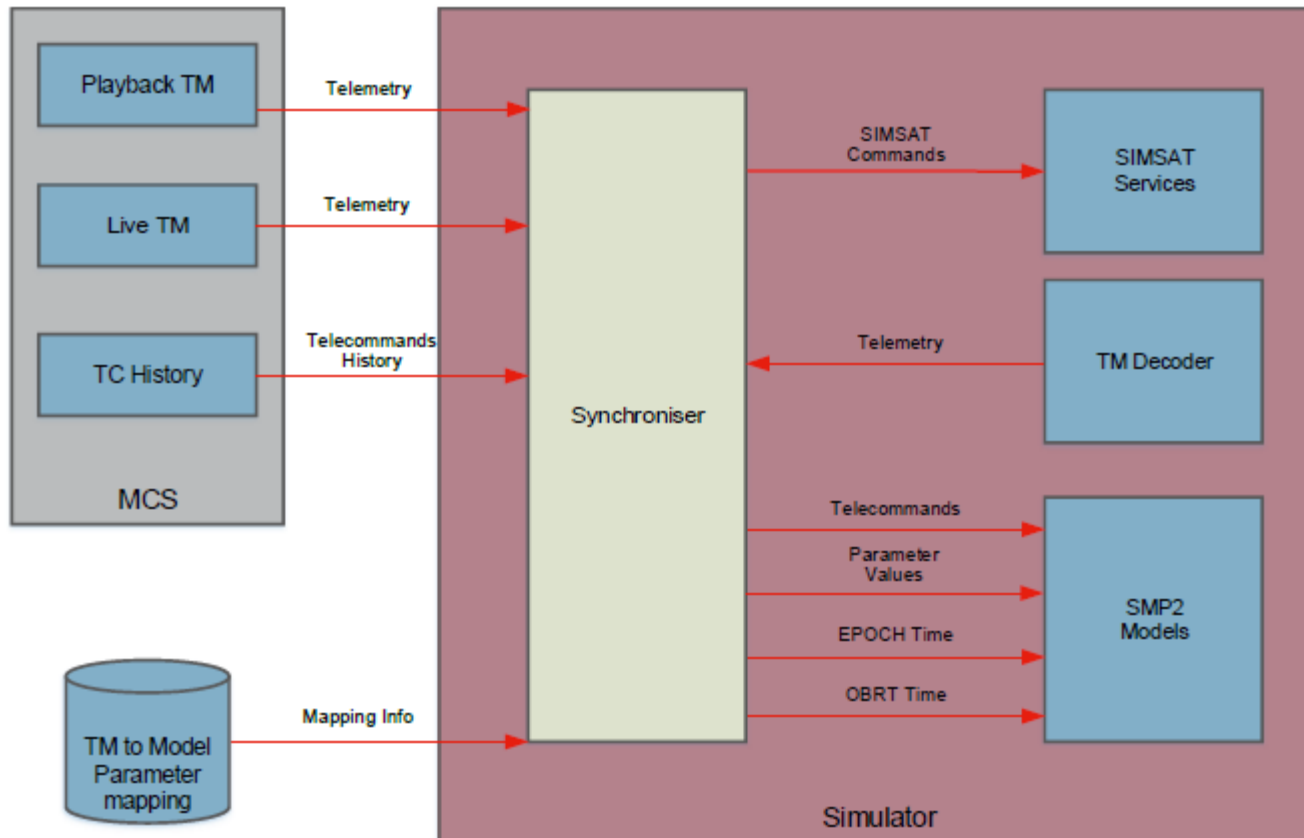 Playback TM
Telemetry
Live TM
Telemetry
TC History
Telecommands
History
MCS
TM to Model
Parameter
mapping
Mapping Info
Synchroniser
SIMSAT
Commands
SIMSAT
Services
Telemetry
TM Decoder
Telecommands
Parameter
Values
EPOCH Time
OBRT Time
SMP2
Models
Simulator